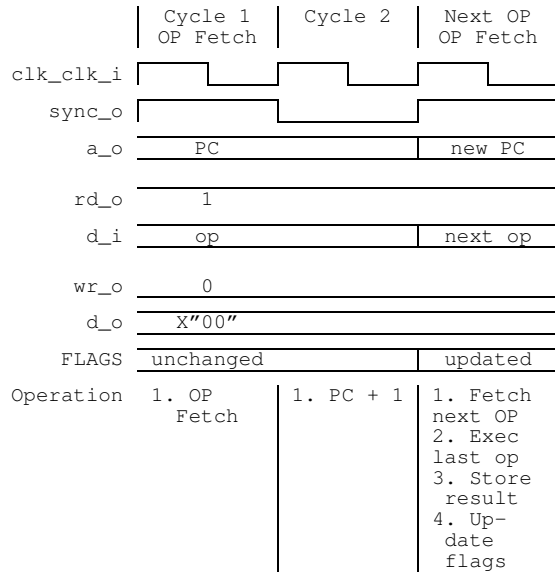 Cycle 1 Cycle 2 Next OP
OP Fetch OP Fetch
clk_clk_i
sync_o
a_o PC new PC
rd_o 1
d_i op next op
wr_o 0
d_o X"00"
FLAGS unchanged updated
Operation 1. OP 1. PC + 1 1. Fetch
Fetch next OP
2. Exec
last op
3. Store
result
4. Up-
date
flags